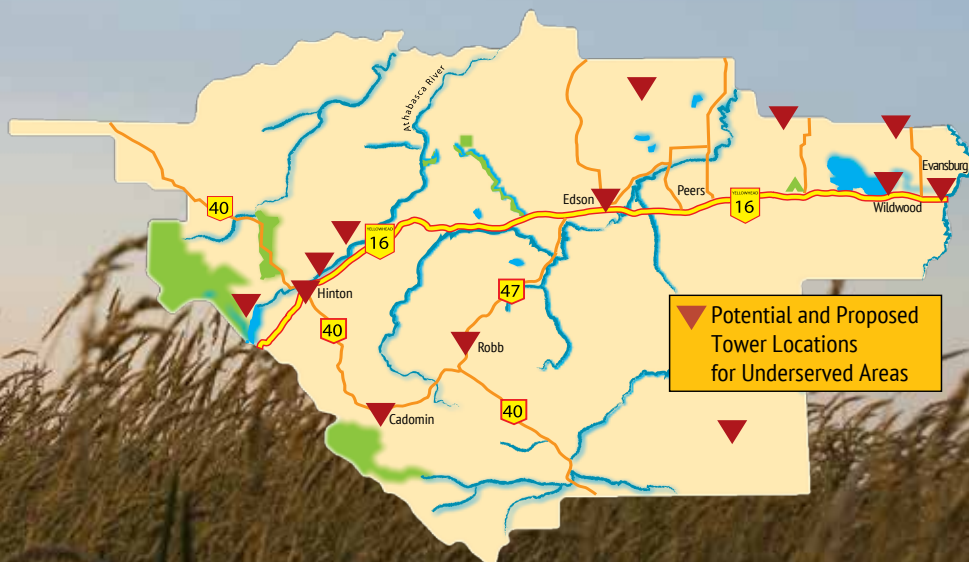 Athabasca River
Evansburg
40
Edson
Peers
YELLOWHEAD
16
Wildwood
YELLOWHEAD
16
Hinton
47
40
Robb
Potential and Proposed
Tower Locations
for Underserved Areas
Cadomin
40